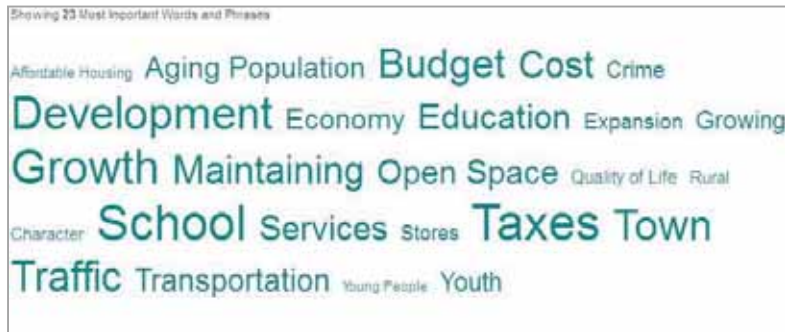 Showing 23 Most Important Words and Phrases
Affordable Housing Aging Population Budget Cost Crime
Development Economy Education Expansion Growing
Growth Maintaining Open Space Quality of Life Rural
Character School Services Stores Taxes Town
Traffic Transportation Young People Youth